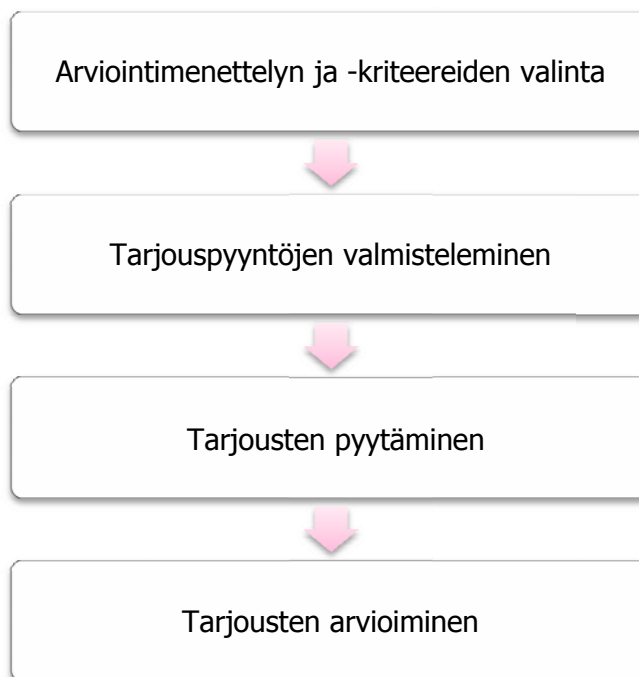 Arviointimenettelyn ja -kriteereiden valinta
Tarjouspyyntöjen valmisteleminen
Tarjousten pyytäminen
Tarjousten arvioiminen